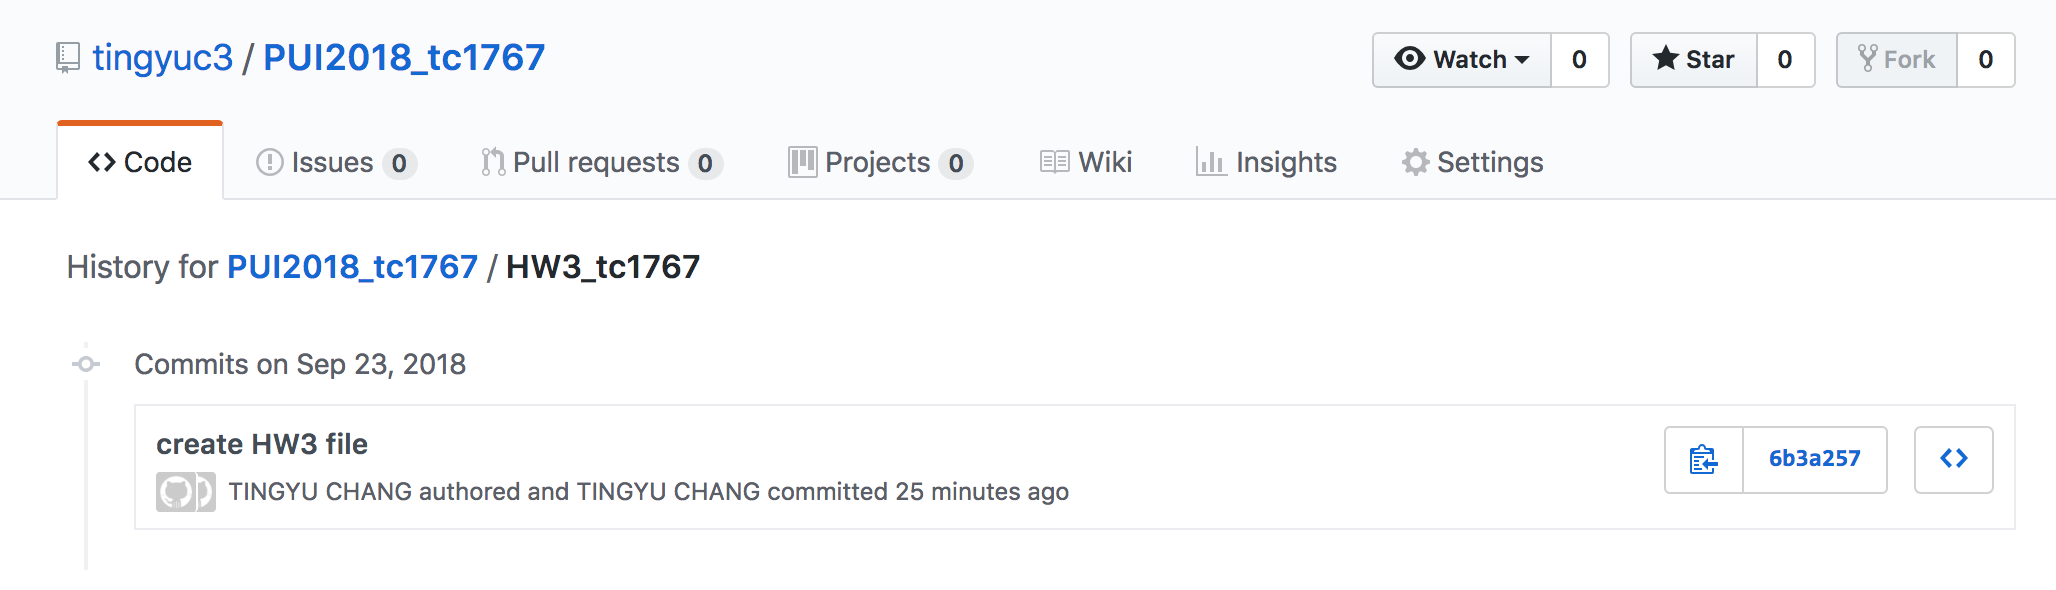 tingyuc3 / PUI2018_tc1767
Watch 0 Star 0 Fork 0
Code Issues 0 Pull requests 0 Projects 0 Wiki Insights Settings
History for PUI2018_tc1767 / HW3_tc1767
Commits on Sep 23, 2018
create HW3 file
6b3a257
TINGYU CHANG authored and TINGYU CHANG committed 25 minutes ago